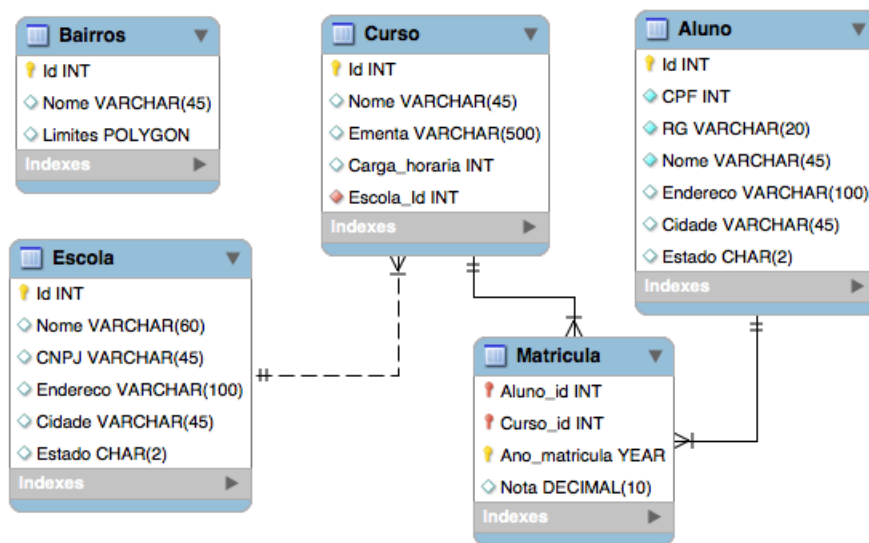 Bairros
Id INT
Nome VARCHAR(45)
Limites POLYGON
Indexes
Curso
Id INT
Nome VARCHAR(45)
Ementa VARCHAR(500)
Carga_horaria INT
Escola_Id INT
Indexes
Aluno
Id INT
CPF INT
RG VARCHAR(20)
Nome VARCHAR(45)
Endereco VARCHAR(100)
Cidade VARCHAR(45)
Estado CHAR(2)
Indexes
Escola
Id INT
Nome VARCHAR(60)
CNPJ VARCHAR(45)
Endereco VARCHAR(100)
Cidade VARCHAR(45)
Estado CHAR(2)
Indexes
Matricula
Aluno_id INT
Curso_id INT
Ano_matricula YEAR
Nota DECIMAL(10)
Indexes